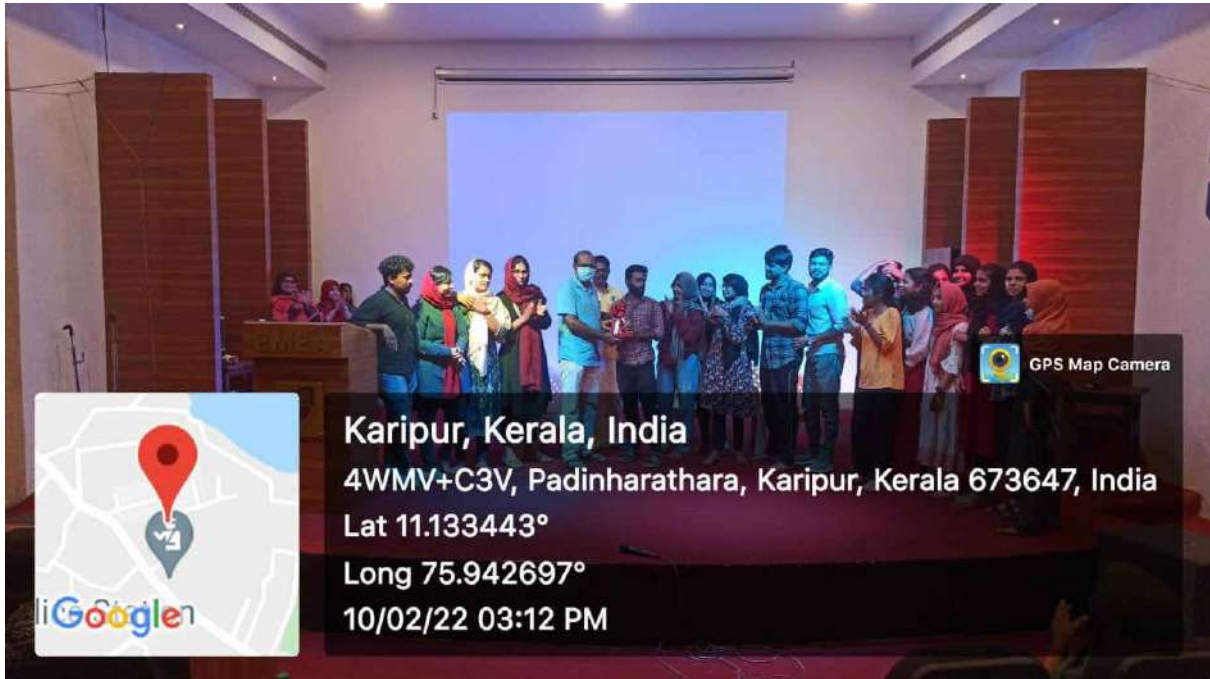 EMES
GPS Map Camera
Karipur, Kerala, India
4WMV+C3V, Padinharathara, Karipur, Kerala 673647, India
Lat 11.133443°
Long 75.942697°
10/02/22 03:12 PM
Google